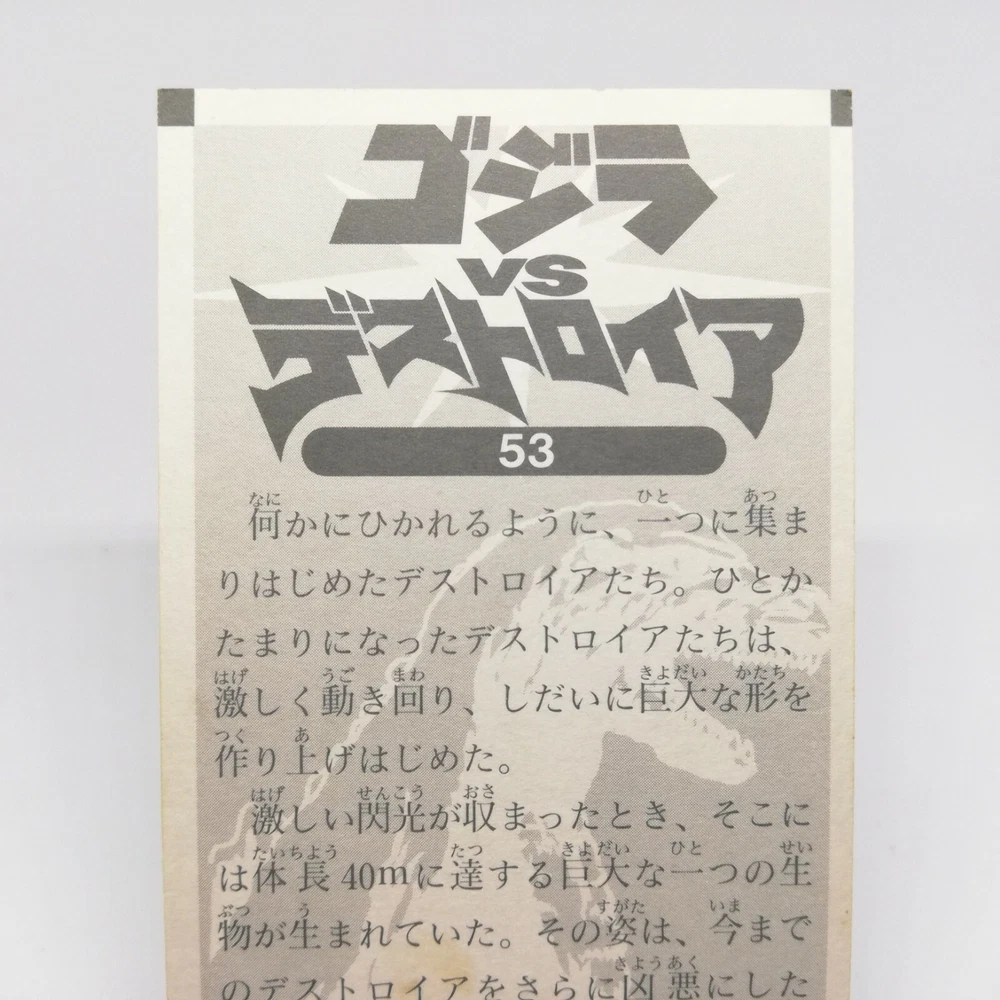 ゴジラ
VS
デストロイア
53
何かにひかれるように、一つに集ま
りはじめたデストロイアたち。ひとか
たまりになったデストロイアたちは、
激しく動き回り、しだいに巨大な形を
作り上げはじめた。
激しい閃光が収まったとき、そこに
は体長40mに達する巨大な一つの生
物が生まれていた。その姿は、今まで
のデストロイアをさらに凶悪にした